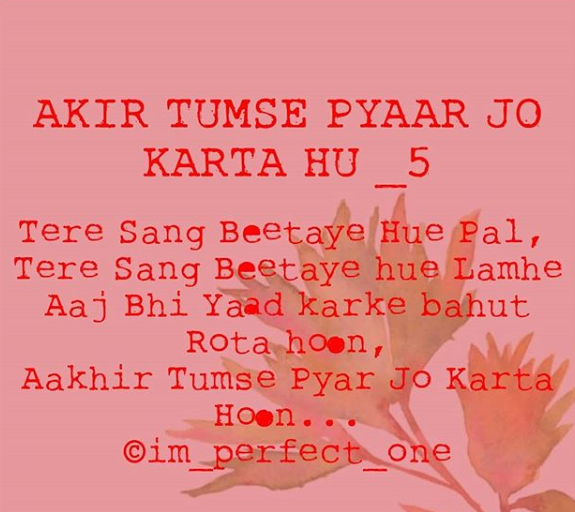 AKIR TUMSE PYAAR JO
KARTA HU _5
Tere Sang Beetaye Hue Pal,
Tere Sang Beetaye hue Lamhe
Aaj Bhi Yaad karke bahut
Rota hoon,
Aakhir Tumse Pyar Jo Karta
Hoon...
©im_perfect_one